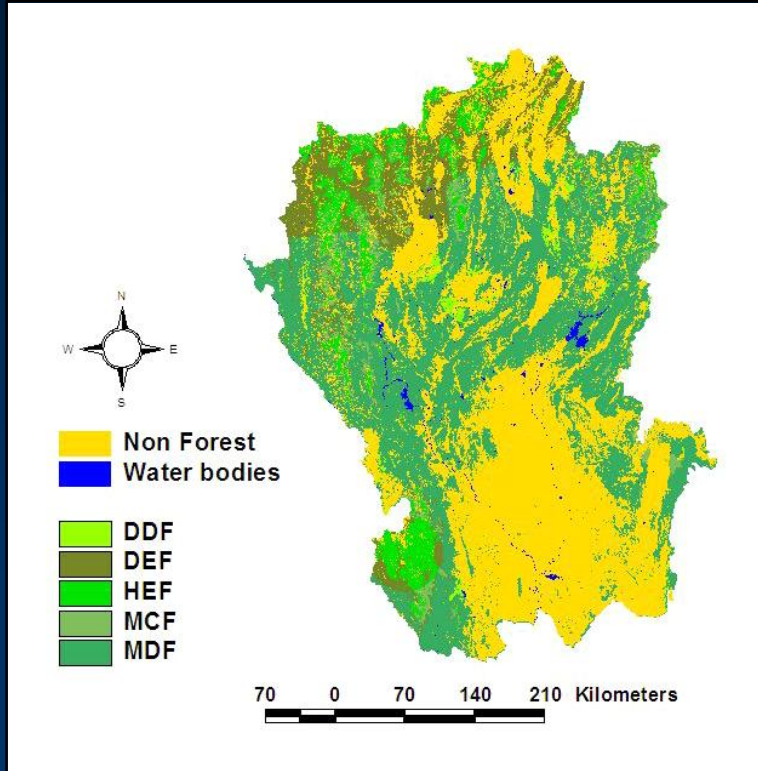 N
W E
S
Non Forest
Water bodies
DDF
DEF
HEF
MCF
MDF
70 0 70 140 210 Kilometers